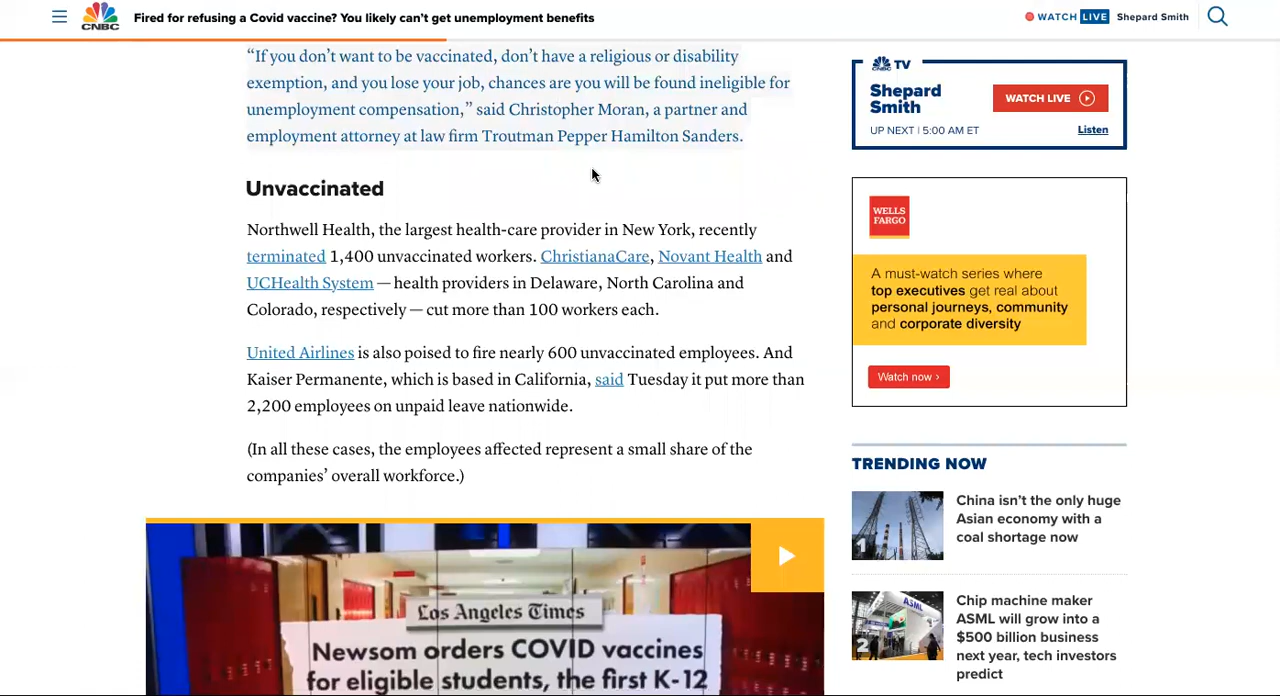 CNBC
Fired for refusing a Covid vaccine? You likely can’t get unemployment benefits
WATCH LIVE Shepard Smith
“If you don’t want to be vaccinated, don’t have a religious or disability
exemption, and you lose your job, chances are you will be found ineligible for
unemployment compensation,” said Christopher Moran, a partner and
employment attorney at law firm Troutman Pepper Hamilton Sanders.
Unvaccinated
Northwell Health, the largest health-care provider in New York, recently
terminated 1,400 unvaccinated workers. ChristianaCare, Novant Health and
UCHealth System — health providers in Delaware, North Carolina and
Colorado, respectively — cut more than 100 workers each.
United Airlines is also poised to fire nearly 600 unvaccinated employees. And
Kaiser Permanente, which is based in California, said Tuesday it put more than
2,200 employees on unpaid leave nationwide.
(In all these cases, the employees affected represent a small share of the
companies’ overall workforce.)
Los Angeles Times
Newsom orders COVID vaccines
for eligible students, the first K-12
CNBC TV
Shepard
Smith
WATCH LIVE
UP NEXT | 5:00 AM ET
Listen
WELLS
FARGO
A must-watch series where
top executives get real about
personal journeys, community
and corporate diversity
Watch now ›
TRENDING NOW
1
China isn’t the only huge
Asian economy with a
coal shortage now
ASML
2
Chip machine maker
ASML will grow into a
$500 billion business
next year, tech investors
predict